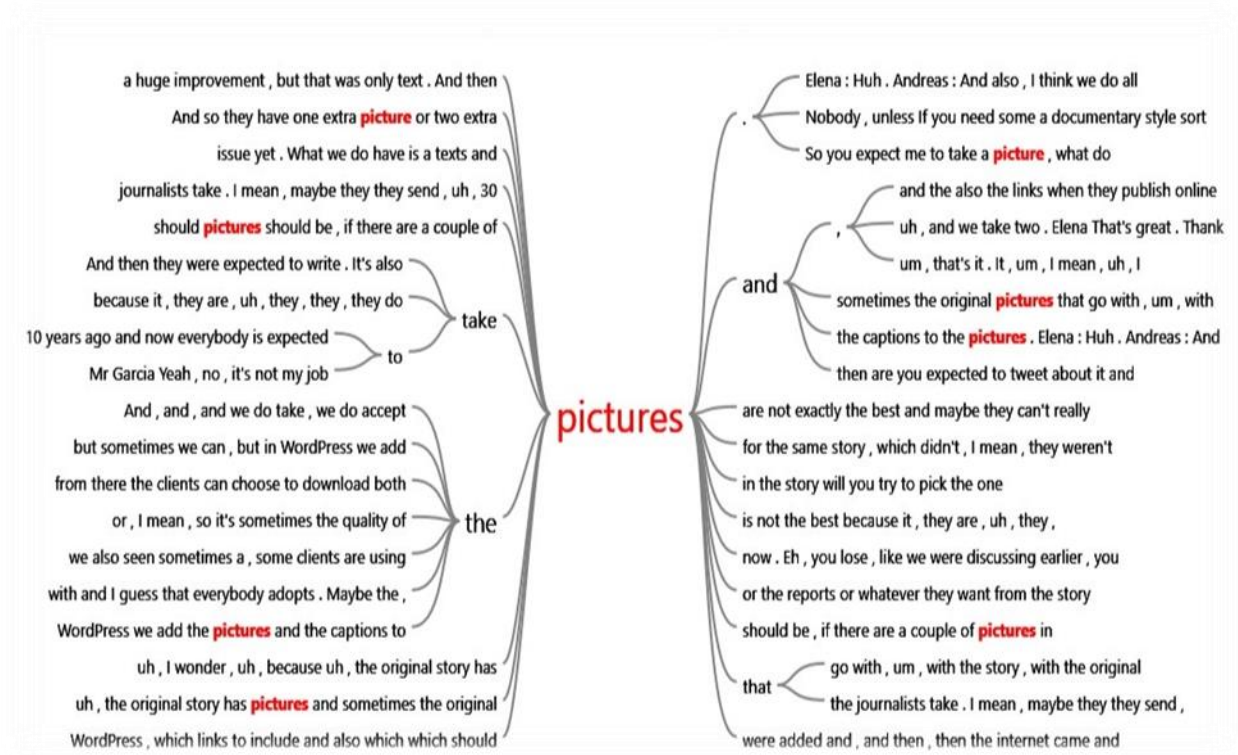 a huge improvement , but that was only text . And then
And so they have one extra picture or two extra
issue yet . What we do have is a texts and
journalists take . I mean , maybe they they send , uh , 30
should pictures should be , if there are a couple of
And then they were expected to write . It's also
because it , they are , uh , they , they , they do
take
10 years ago and now everybody is expected
to
Mr Garcia Yeah , no , it's not my job
And , and , and we do take , we do accept
but sometimes we can , but in WordPress we add
from there the clients can choose to download both
or , I mean , so it's sometimes the quality of
the
we also seen sometimes a , some clients are using
with and I guess that everybody adopts . Maybe the ,
WordPress we add the pictures and the captions to
uh , I wonder , uh , because uh , the original story has
uh , the original story has pictures and sometimes the original
WordPress , which links to include and also which which should
pictures
.
Elena : Huh . Andreas : And also , I think we do all
Nobody , unless If you need some a documentary style sort
So you expect me to take a picture , what do
and
,
and the also the links when they publish online
uh , and we take two . Elena That's great . Thank
um , that's it . It , um , I mean , uh , I
sometimes the original pictures that go with , um , with
the captions to the pictures . Elena : Huh . Andreas : And
then are you expected to tweet about it and
are not exactly the best and maybe they can't really
for the same story , which didn't , I mean , they weren't
in the story will you try to pick the one
is not the best because it , they are , uh , they ,
now . Eh , you lose , like we were discussing earlier , you
or the reports or whatever they want from the story
should be , if there are a couple of pictures in
that
go with , um , with the story , with the original
the journalists take . I mean , maybe they they send ,
were added and , and then , then the internet came and